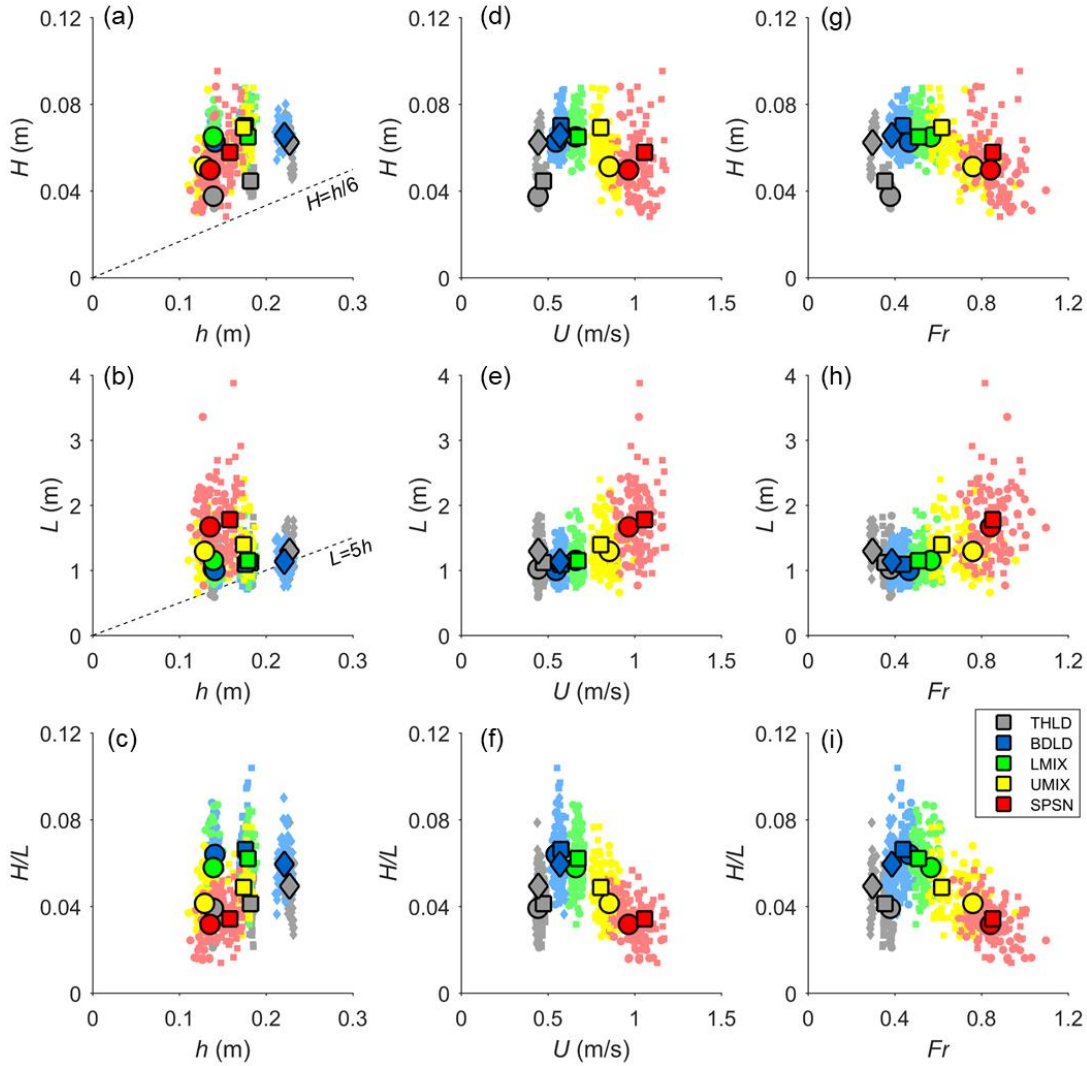 (a)
0.12
0.08
0.04
0
H (m)
H=h/6
0 0.1 0.2 0.3
h (m)
(d)
0.12
0.08
0.04
0
H (m)
0 0.5 1 1.5
U (m/s)
(g)
0.12
0.08
0.04
0
H (m)
0 0.4 0.8 1.2
Fr
(b)
4
3
2
1
0
L (m)
L=5h
0 0.1 0.2 0.3
h (m)
(e)
4
3
2
1
0
L (m)
0 0.5 1 1.5
U (m/s)
(h)
4
3
2
1
0
L (m)
0 0.4 0.8 1.2
Fr
(c)
0.12
0.08
0.04
0
H/L
0 0.1 0.2 0.3
h (m)
(f)
0.12
0.08
0.04
0
H/L
0 0.5 1 1.5
U (m/s)
(i)
0.12
0.08
0.04
0
H/L
0 0.4 0.8 1.2
Fr
THLD
BDLD
LMIX
UMIX
SPSN